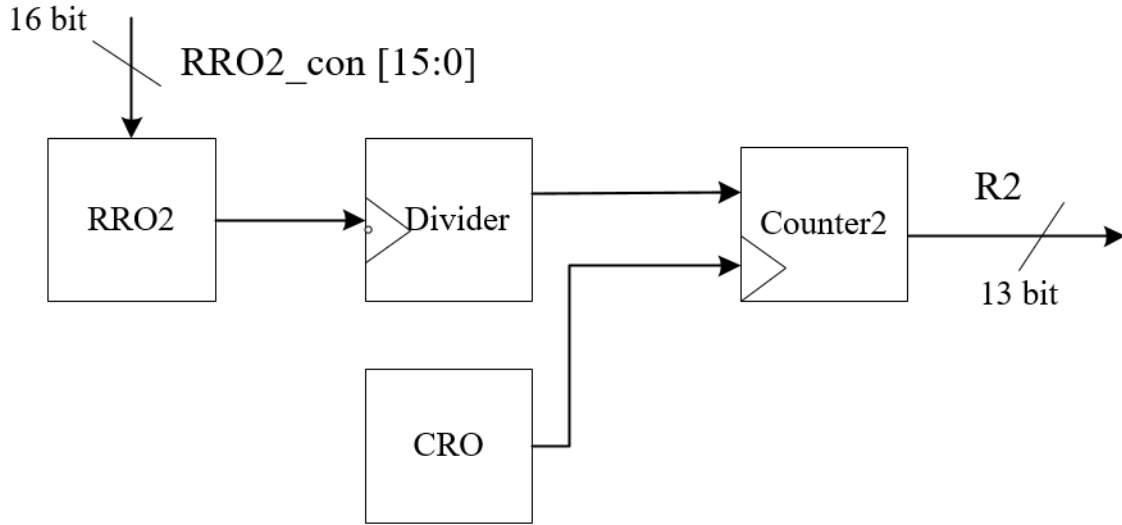 16 bit
RRO2_con [15:0]
RRO2
Divider
Counter2
R2
13 bit
CRO